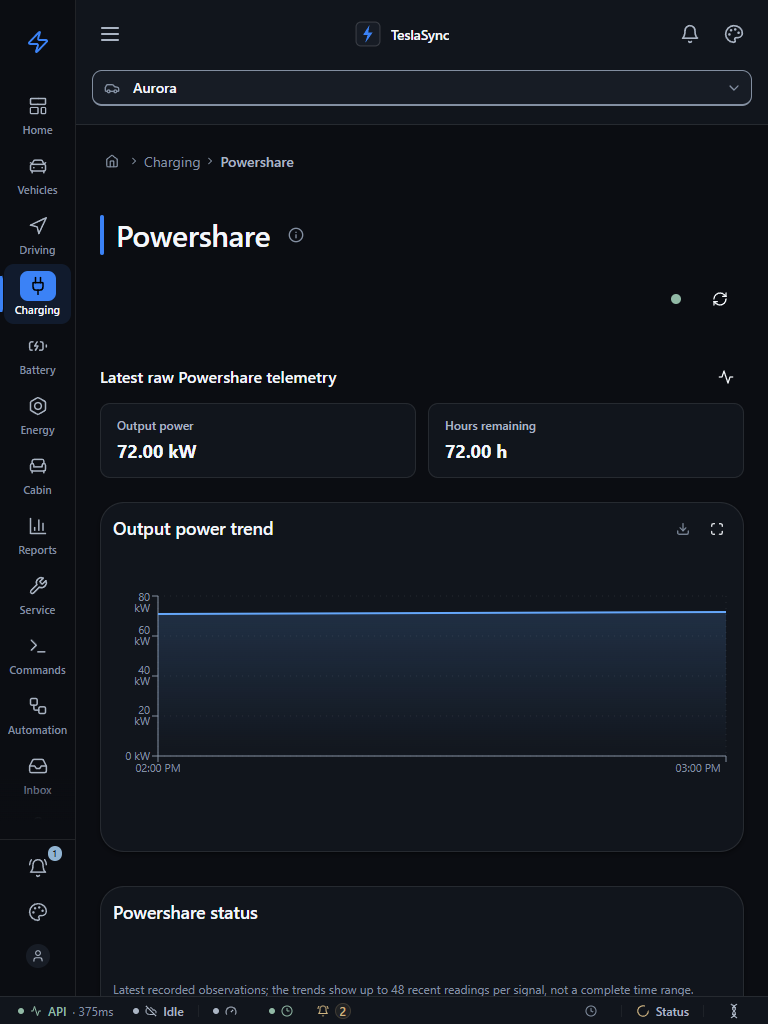 TeslaSync
Aurora
Home
Vehicles
Driving
Charging
Battery
Energy
Cabin
Reports
Service
Commands
Automation
Inbox
1
Charging > Powershare
Powershare
Latest raw Powershare telemetry
Output power
72.00 kW
Hours remaining
72.00 h
Output power trend
80 kW
60 kW
40 kW
20 kW
0 kW
02:00 PM
03:00 PM
Powershare status
Latest recorded observations; the trends show up to 48 recent readings per signal, not a complete time range.
API · 375ms
Idle
2
Status